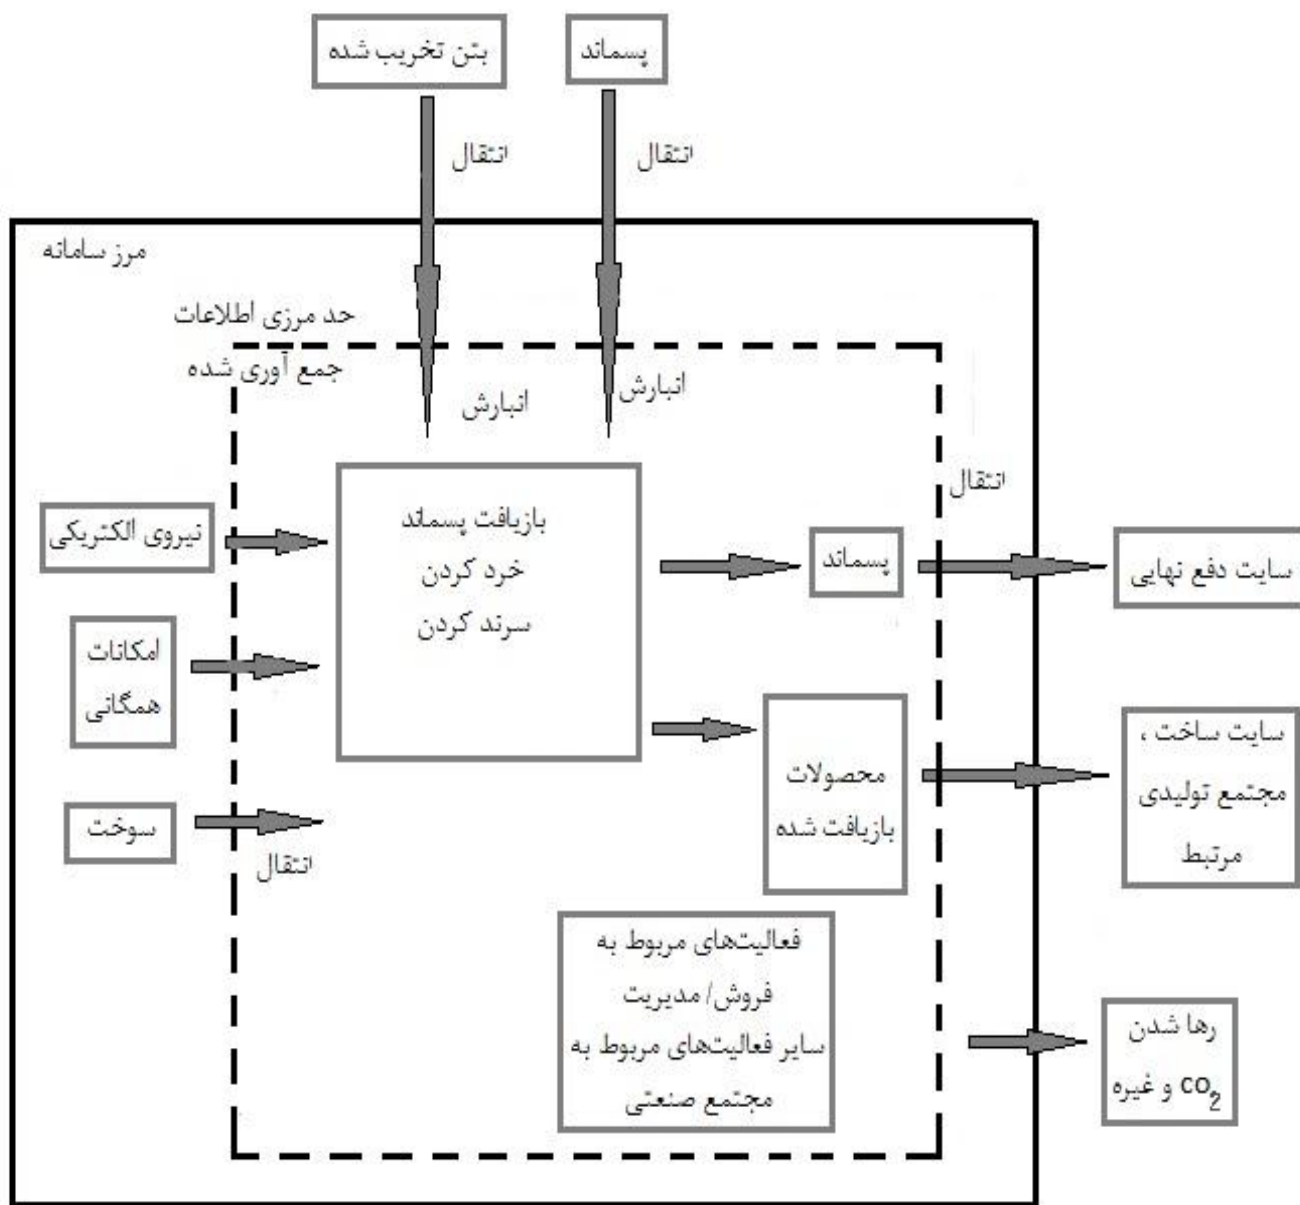 بتن تخریب شده
پسماند
انتقال
انتقال
مرز سامانه
حد مرزی اطلاعات
جمع آوری شده
انبارش
انبارش
انتقال
نیروی الکتریکی
بازیافت پسماند
خرد کردن
سرند کردن
پسماند
سایت دفع نهایی
امکانات
همگانی
محصولات
بازیافت شده
سایت ساخت ،
مجتمع تولیدی
مرتبط
سوخت
انتقال
فعالیت‌های مربوط به
فروش/ مدیریت
سایر فعالیت‌های مربوط به
مجتمع صنعتی
رها شدن
co2 و غیره